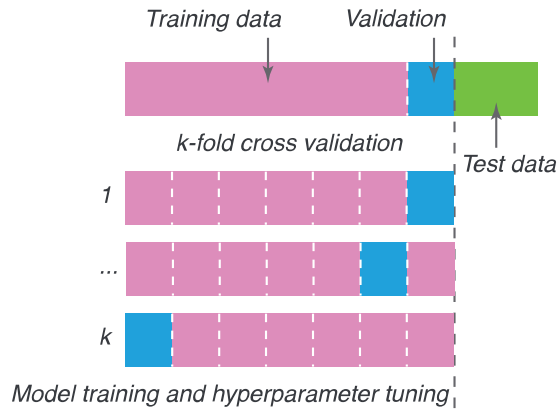 Training data
Validation
k-fold cross validation
Test data
1
...
k
Model training and hyperparameter tuning